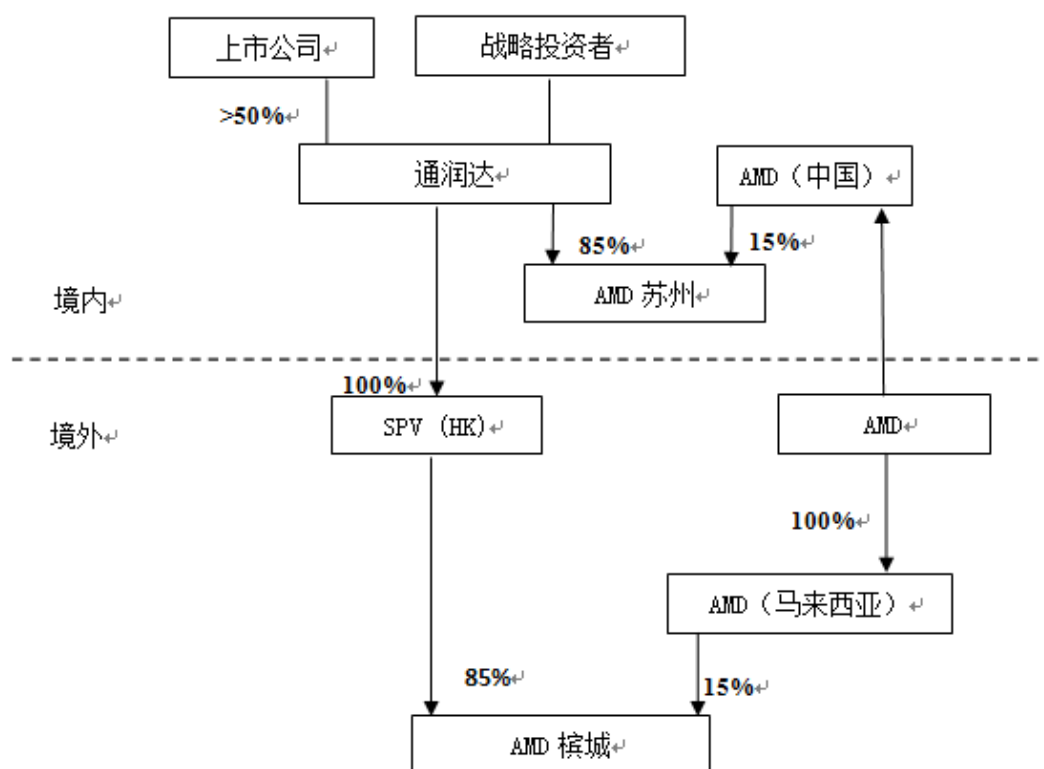 上市公司
战略投资者
>50%
通润达
AMD（中国）
85%
15%
AMD 苏州
境内
100%
境外
SPV (HK)
AMD
100%
AMD（马来西亚）
85%
15%
AMD 槟城